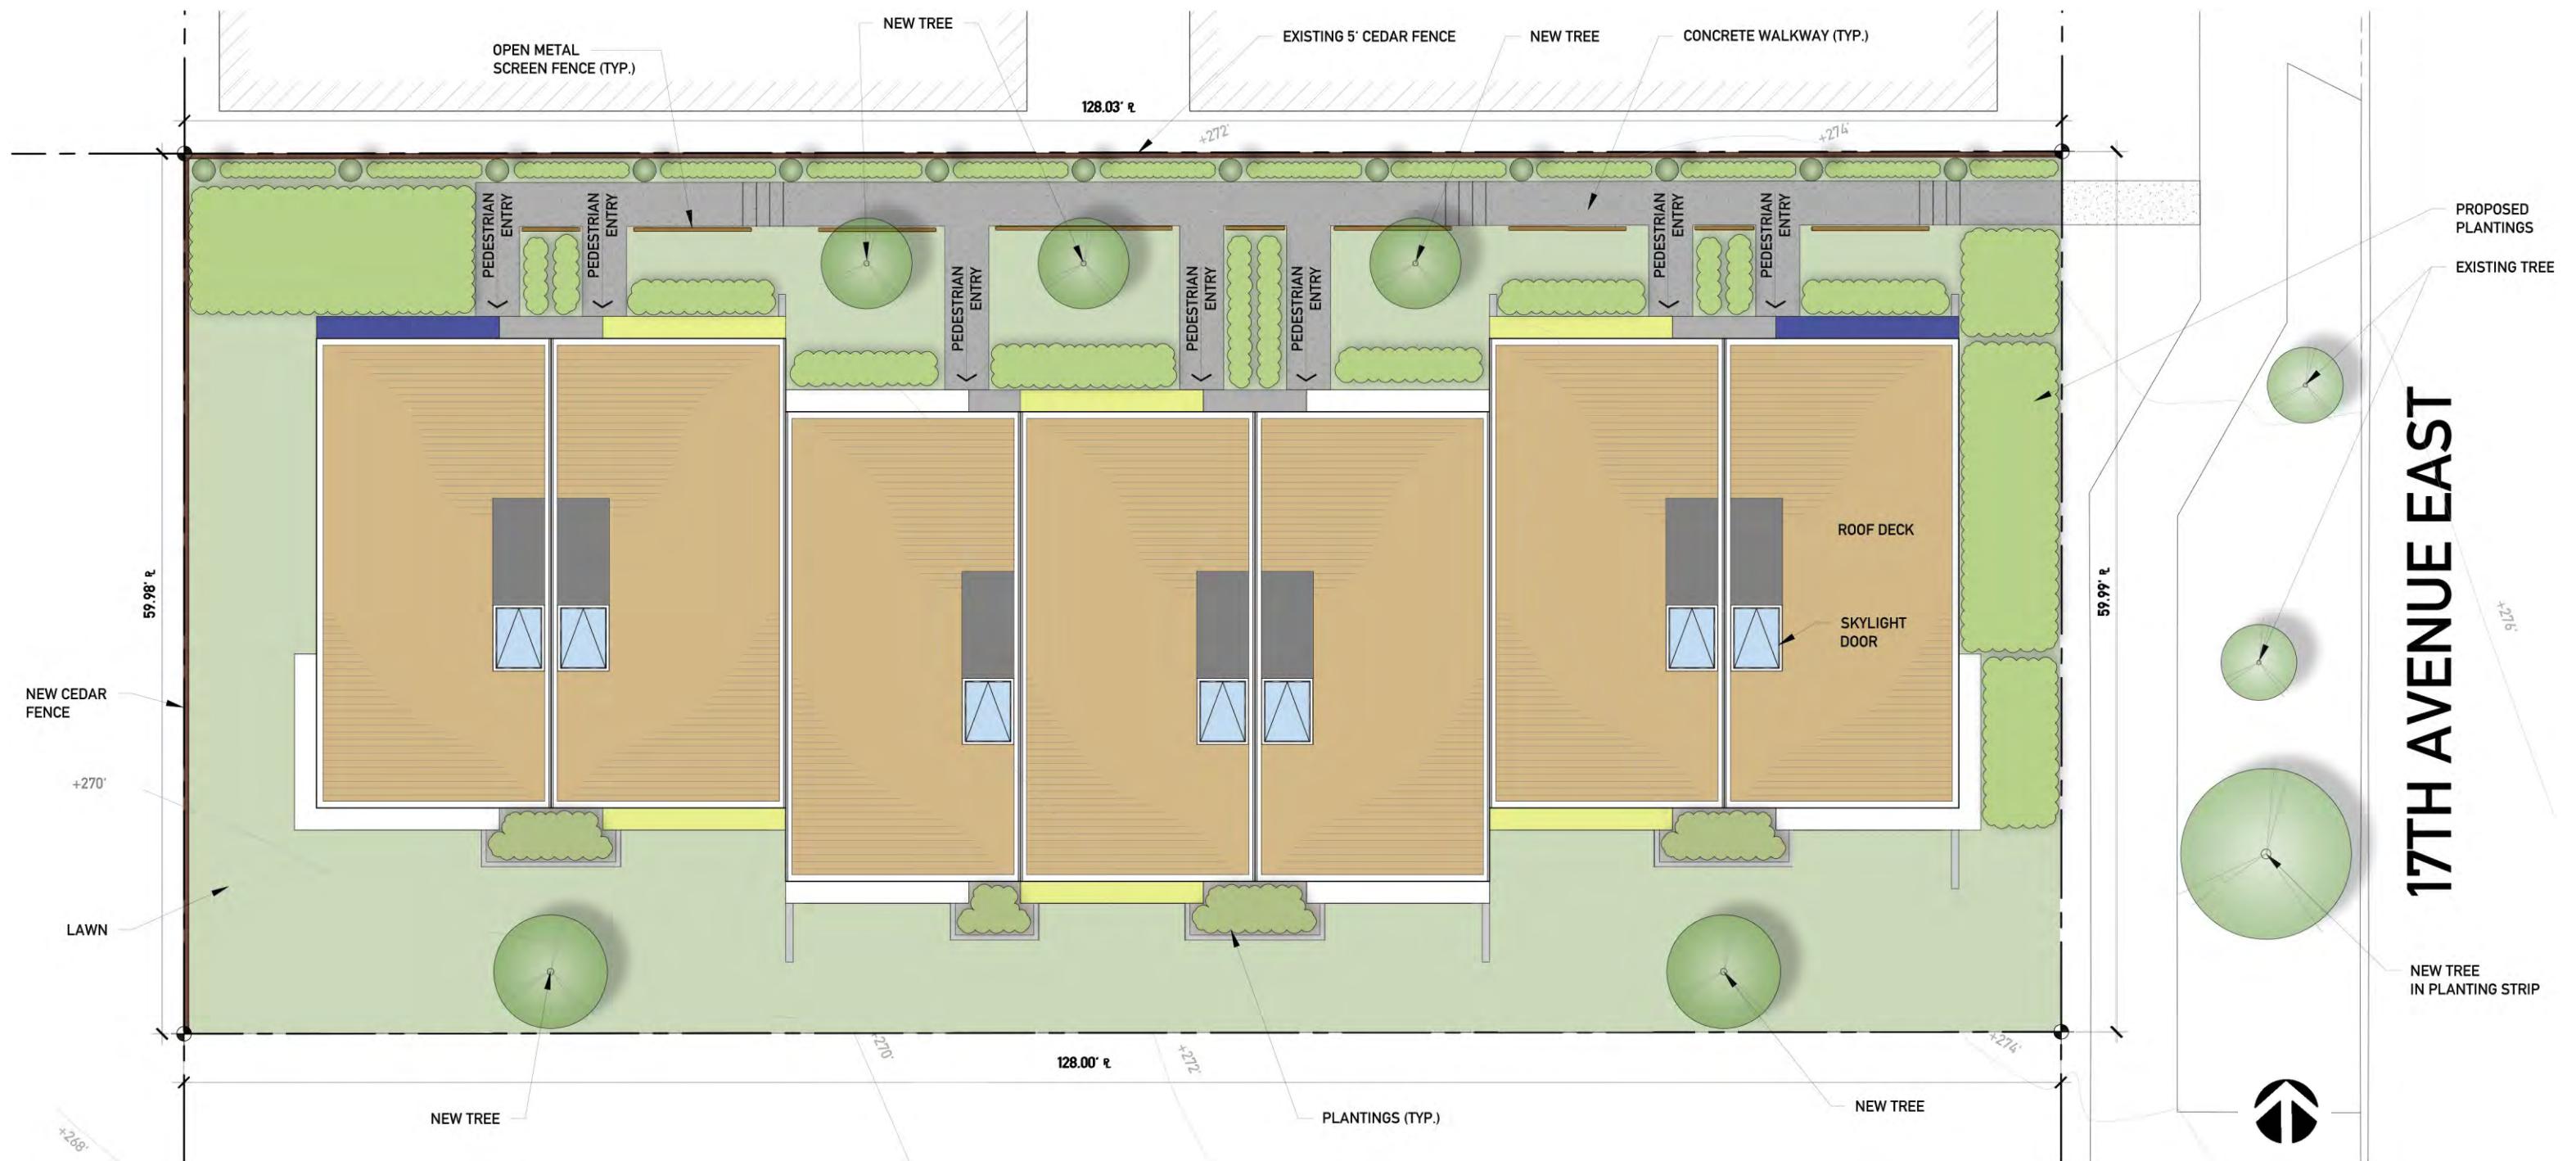 NEW TREE
OPEN METAL
SCREEN FENCE (TYP.)
EXISTING 5' CEDAR FENCE
NEW TREE
CONCRETE WALKWAY (TYP.)
128.03' ⅊
+272'
+274'
PEDESTRIAN
ENTRY
PEDESTRIAN
ENTRY
PEDESTRIAN
ENTRY
PEDESTRIAN
ENTRY
PEDESTRIAN
ENTRY
PEDESTRIAN
ENTRY
PEDESTRIAN
ENTRY
PROPOSED
PLANTINGS
EXISTING TREE
17TH AVENUE EAST
ROOF DECK
59.98' ⅊
59.99' ⅊
SKYLIGHT
DOOR
+276'
NEW CEDAR
FENCE
+270'
LAWN
NEW TREE
IN PLANTING STRIP
+270'
+272'
+274'
128.00' ⅊
NEW TREE
PLANTINGS (TYP.)
NEW TREE
+268'